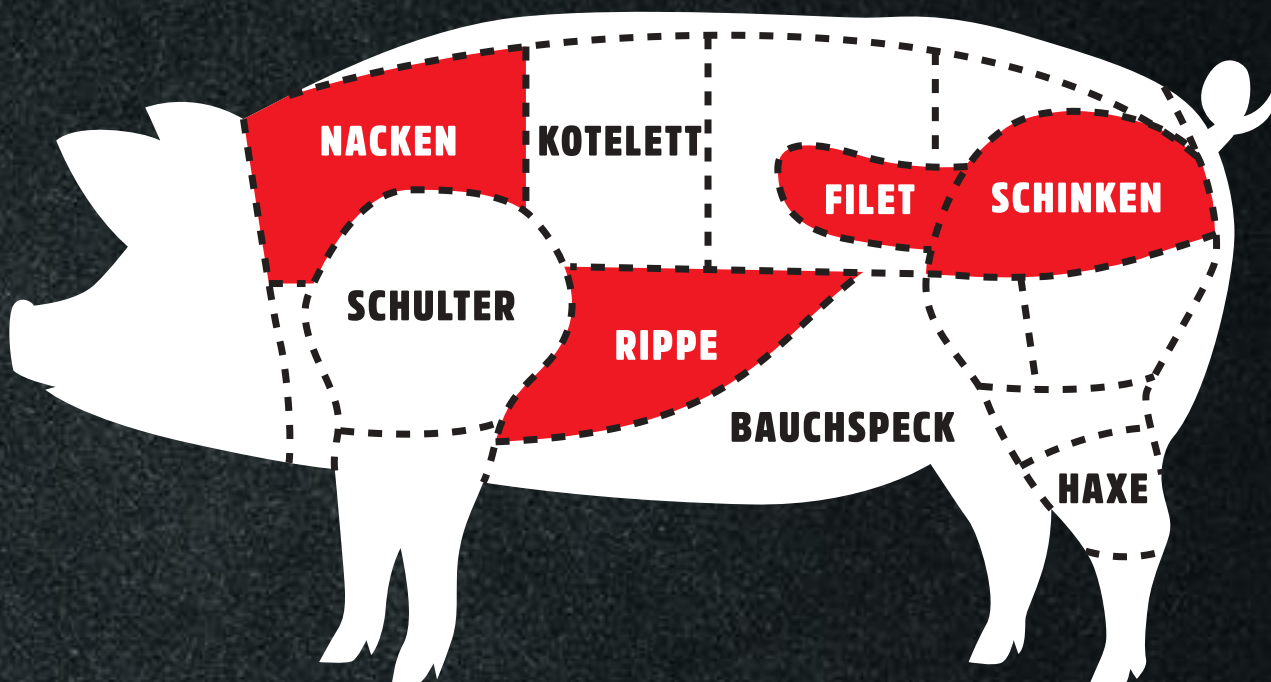 NACKEN
KOTELETT
FILET
SCHINKEN
SCHULTER
RIPPE
BAUCHSPECK
HAXE